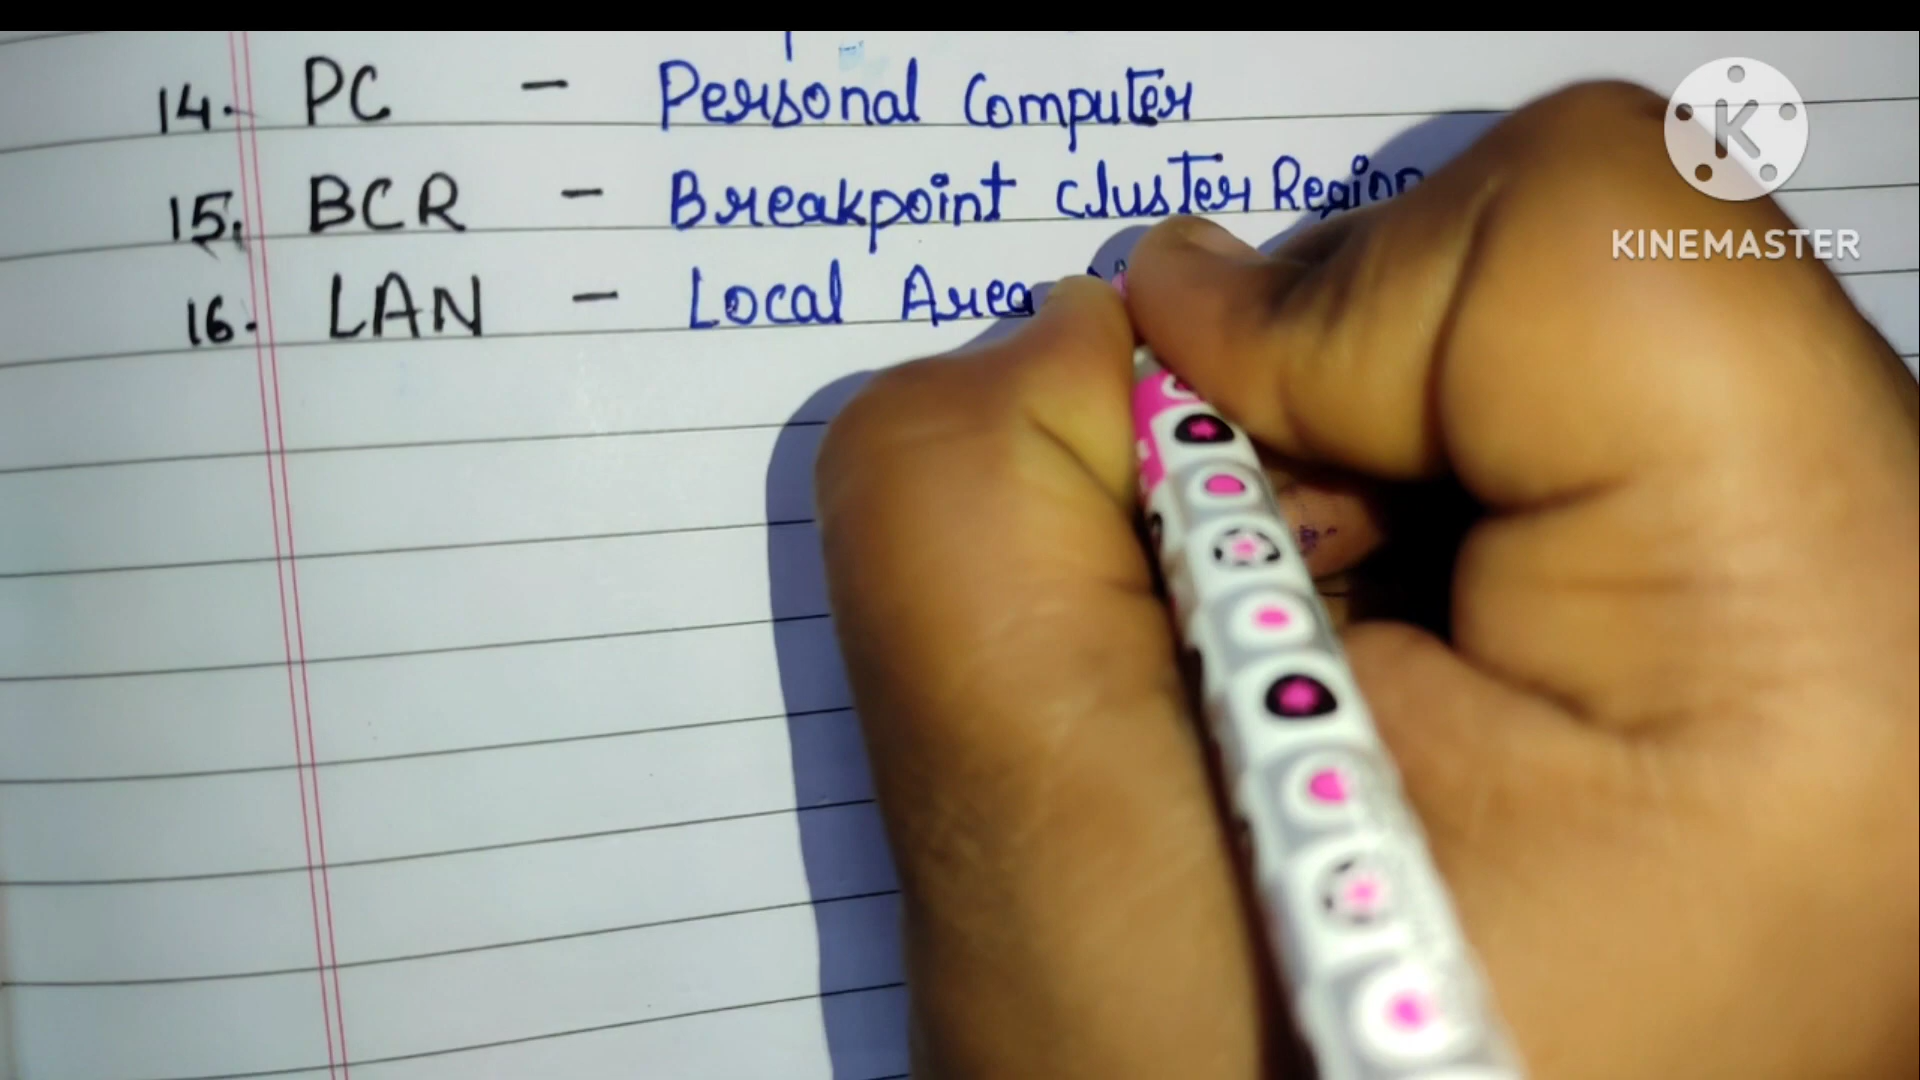 14. PC - Personal Computer
15. BCR - Breakpoint Cluster Region
16. LAN - Local Area
K
KINEMASTER